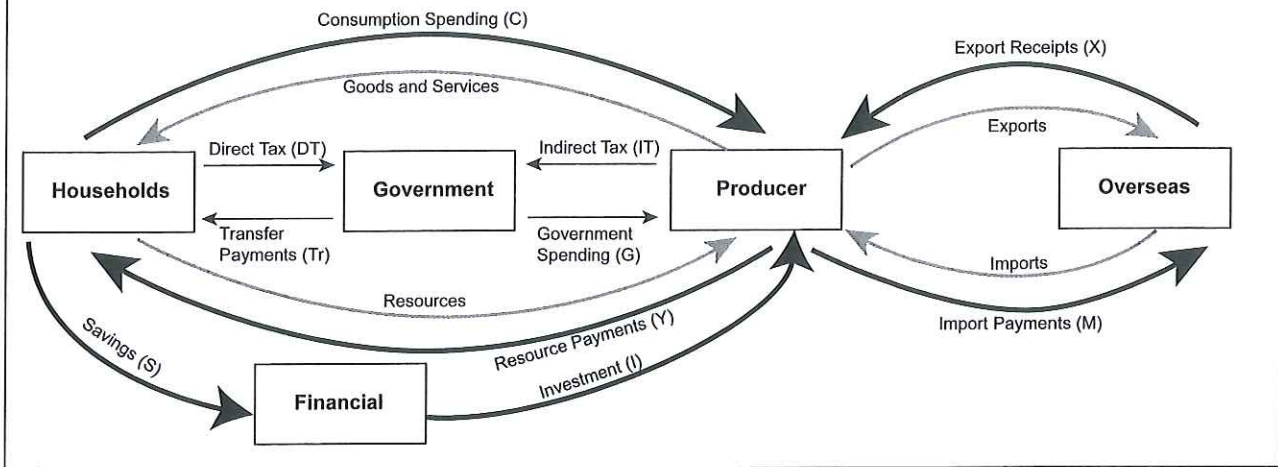 Consumption Spending (C)
Export Receipts (X)
Goods and Services
Exports
Direct Tax (DT)
Indirect Tax (IT)
Households
Government
Producer
Overseas
Transfer
Payments (Tr)
Government
Spending (G)
Imports
Resources
Import Payments (M)
Savings (S)
Resource Payments (Y)
Investment (I)
Financial